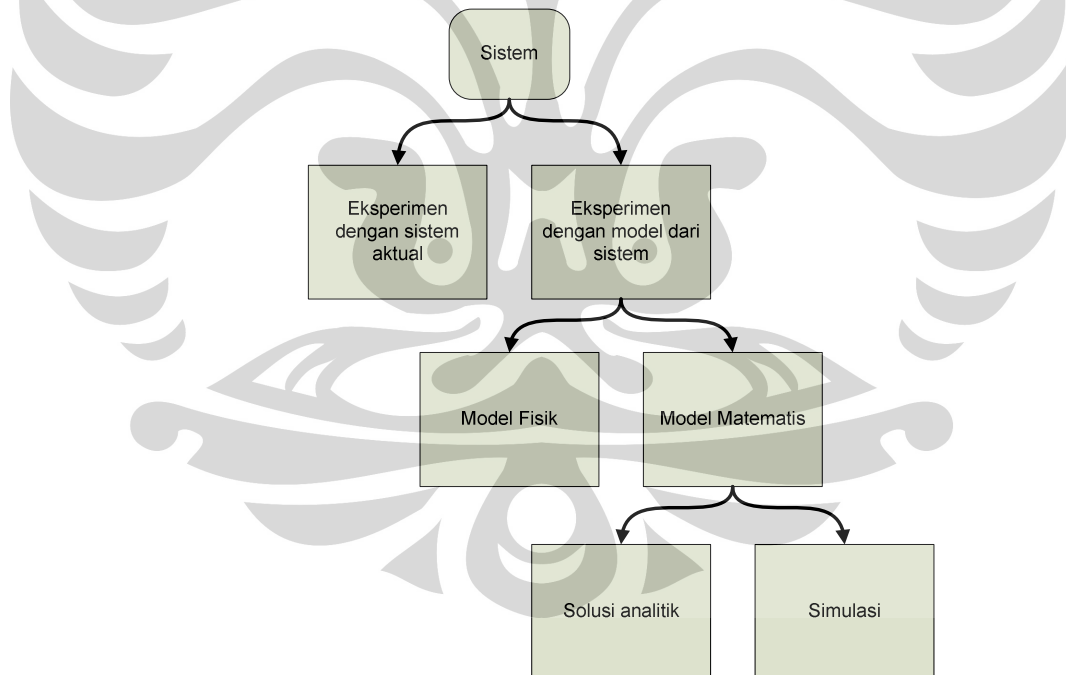 Sistem
Eksperimen
dengan sistem
aktual
Eksperimen
dengan model dari
sistem
Model Fisik
Model Matematis
Solusi analitik
Simulasi